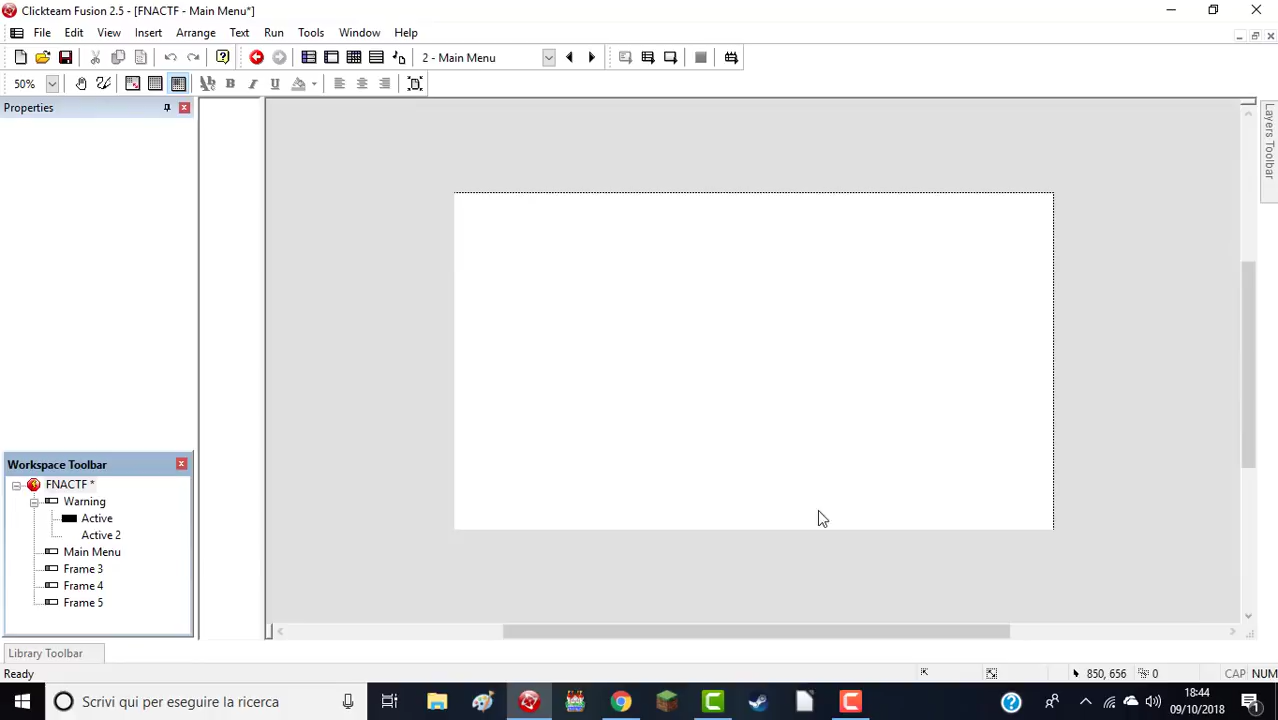 Clickteam Fusion 2.5 - [FNACTF - Main Menu*]
File Edit View Insert Arrange Text Run Tools Window Help
2 - Main Menu
50%
Properties
Layers Toolbar
Workspace Toolbar
FNACTF *
Warning
Active
Active 2
Main Menu
Frame 3
Frame 4
Frame 5
Library Toolbar
Ready
850, 656
0
CAP NUM
Scrivi qui per eseguire la ricerca
18:44
09/10/2018
1